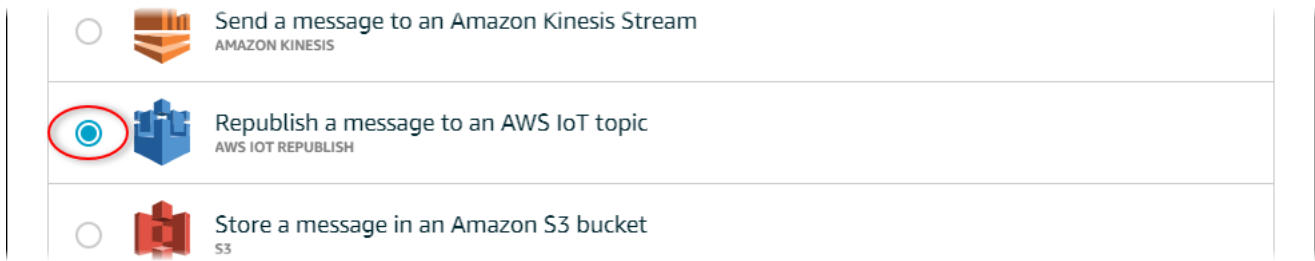 Send a message to an Amazon Kinesis Stream
AMAZON KINESIS
Republish a message to an AWS IoT topic
AWS IOT REPUBLISH
Store a message in an Amazon S3 bucket
S3